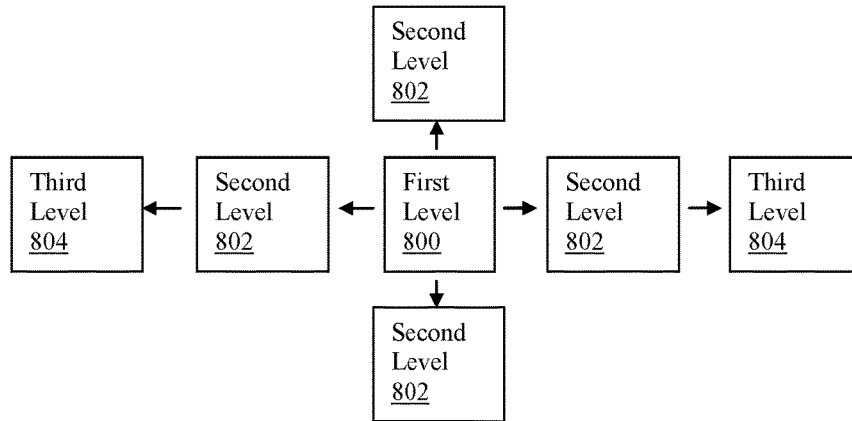 Second
Level
802
Third
Level
804
Second
Level
802
First
Level
800
Second
Level
802
Third
Level
804
Second
Level
802